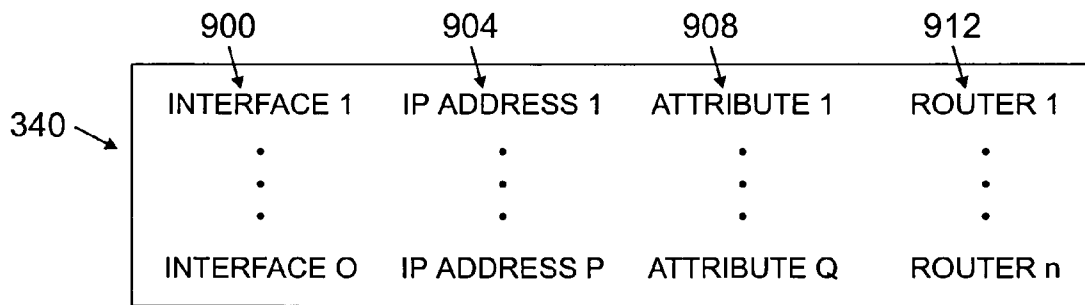 900 904 908 912
340
INTERFACE 1 IP ADDRESS 1 ATTRIBUTE 1 ROUTER 1
INTERFACE O IP ADDRESS P ATTRIBUTE Q ROUTER n